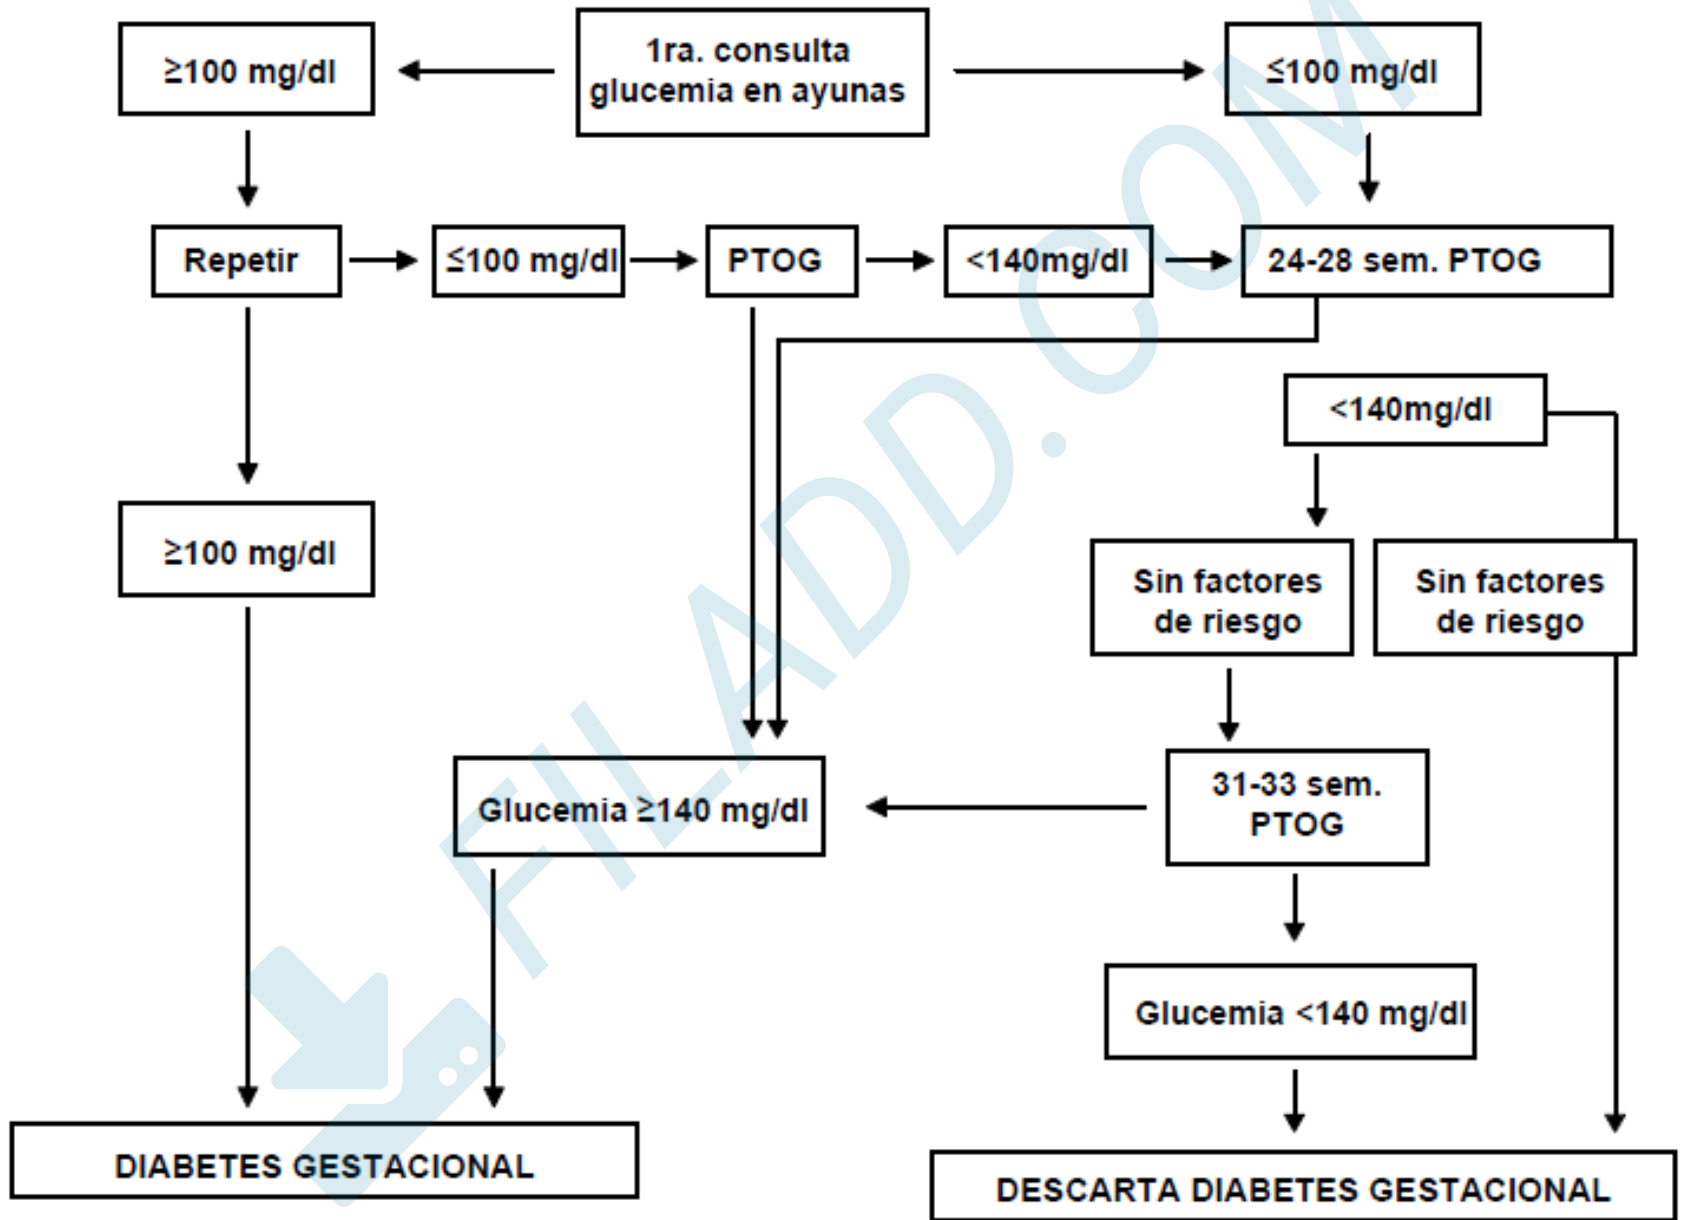 ≥100 mg/dl
1ra. consulta
glucemia en ayunas
≤100 mg/dl
Repetir
≤100 mg/dl
PTOG
<140mg/dl
24-28 sem. PTOG
<140mg/dl
≥100 mg/dl
Sin factores
de riesgo
Sin factores
de riesgo
Glucemia ≥140 mg/dl
31-33 sem.
PTOG
Glucemia <140 mg/dl
DIABETES GESTACIONAL
DESCARTA DIABETES GESTACIONAL
FILADD.COM